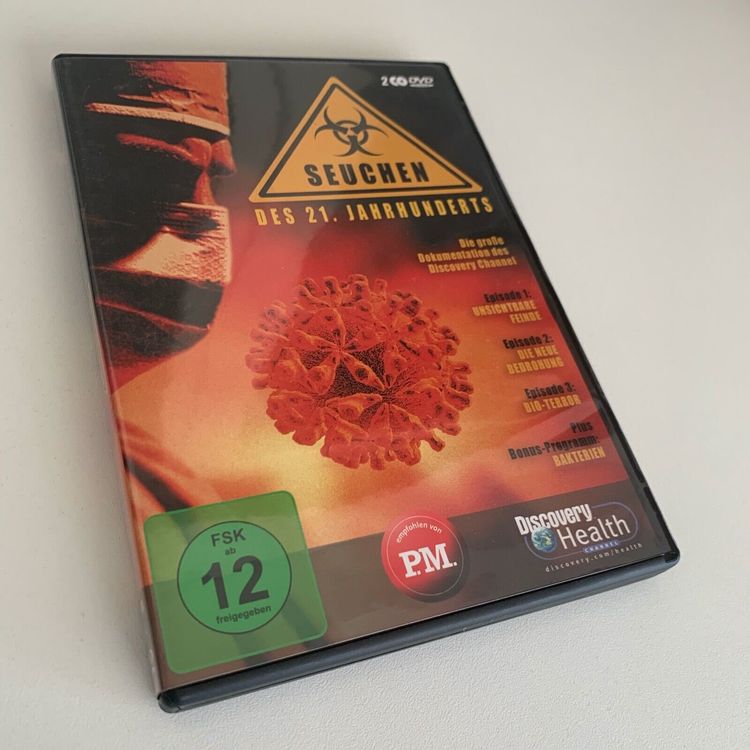 2 DVD
SEUCHEN
DES 21. JAHRHUNDERTS
Die große
Dokumentation des
Discovery Channel
Episode 1:
UNSICHTBARE
FEINDE
Episode 2:
DIE NEUE
BEDROHUNG
Episode 3:
BIO-TERROR
Plus
Bonus-Programm:
BAKTERIEN
FSK
ab
12
freigegeben
empfohlen von
P.M.
Discovery
Health
CHANNEL
discovery.com/health